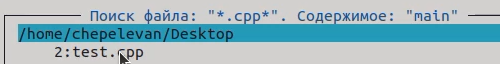 Поиск файла: "*.cpp*". Содержимое: "main"
/home/chepelevan/Desktop
2:test.cpp